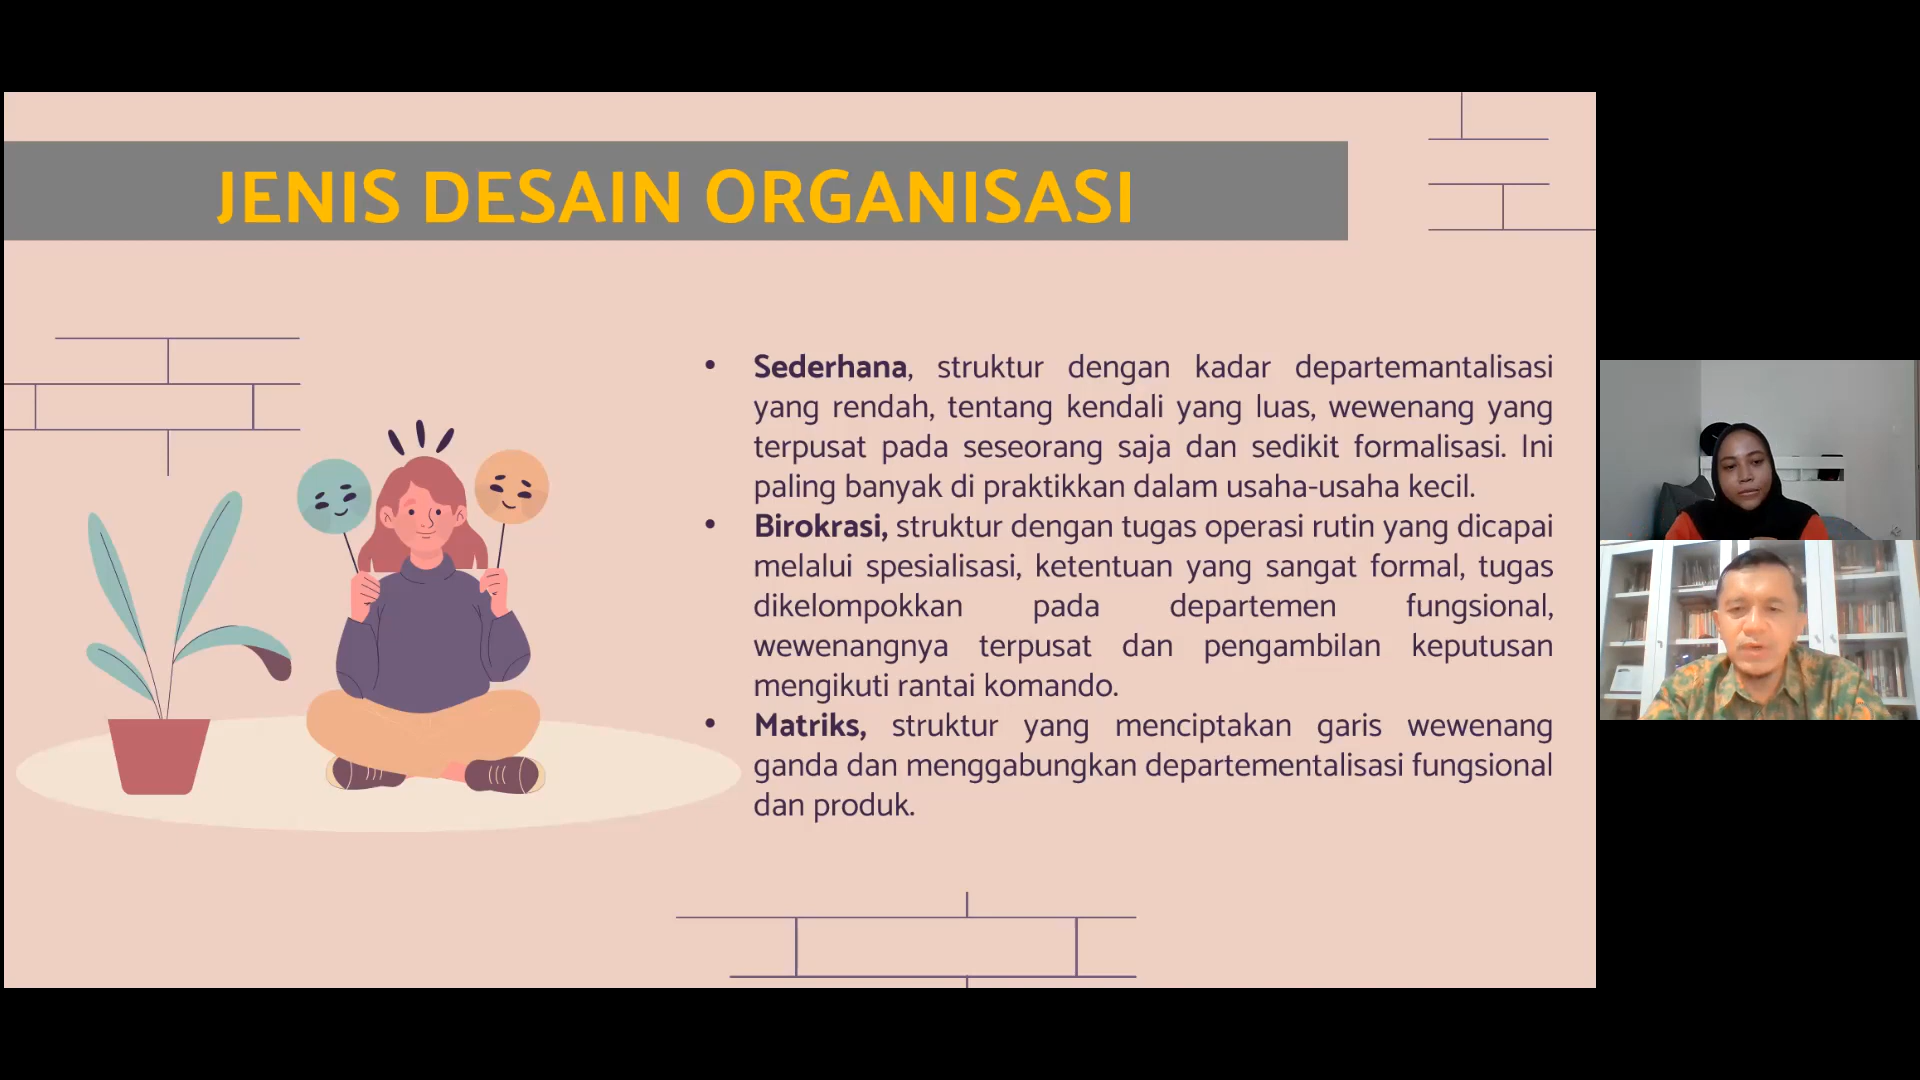 JENIS DESAIN ORGANISASI
• Sederhana, struktur dengan kadar departemantalisasi
yang rendah, tentang kendali yang luas, wewenang yang
terpusat pada seseorang saja dan sedikit formalisasi. Ini
paling banyak di praktikkan dalam usaha-usaha kecil.
• Birokrasi, struktur dengan tugas operasi rutin yang dicapai
melalui spesialisasi, ketentuan yang sangat formal, tugas
dikelompokkan pada departemen fungsional,
wewenangnya terpusat dan pengambilan keputusan
mengikuti rantai komando.
• Matriks, struktur yang menciptakan garis wewenang
ganda dan menggabungkan departementalisasi fungsional
dan produk.